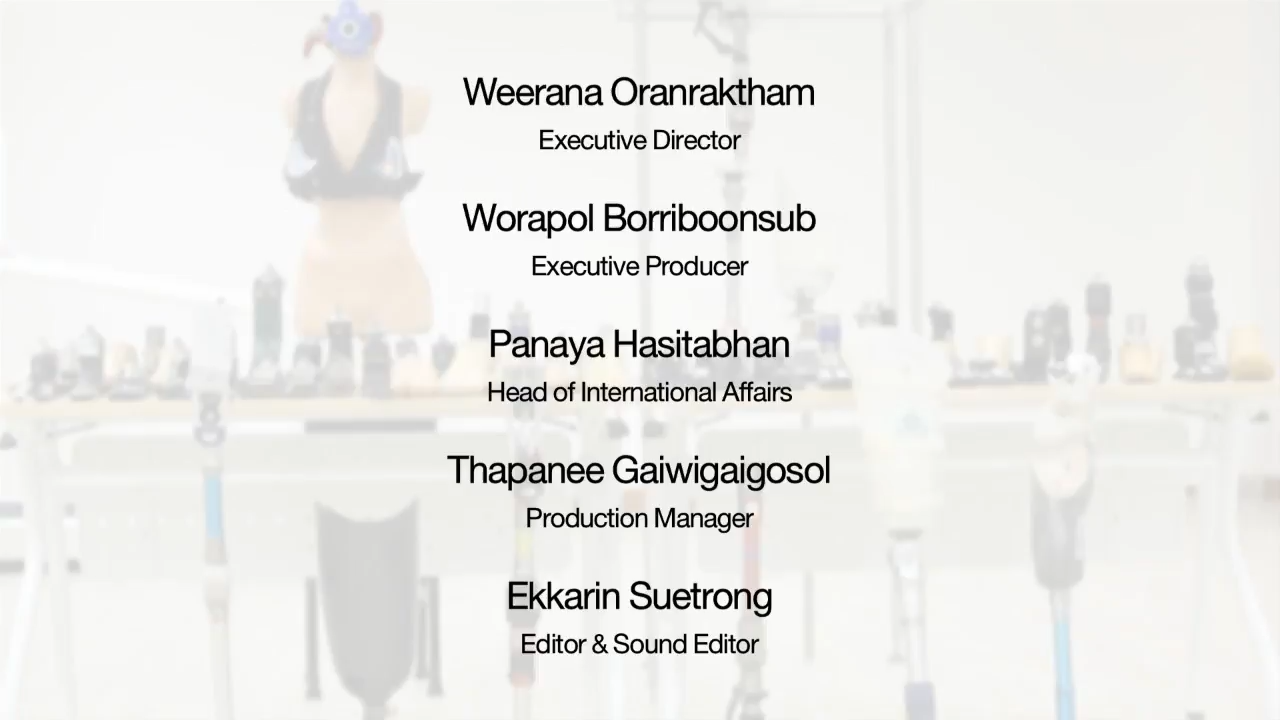 Weerana Oranraktham
Executive Director
Worapol Borriboonsub
Executive Producer
Panaya Hasitabhan
Head of International Affairs
Thapanee Gaiwigaigosol
Production Manager
Ekkarin Suetrong
Editor & Sound Editor